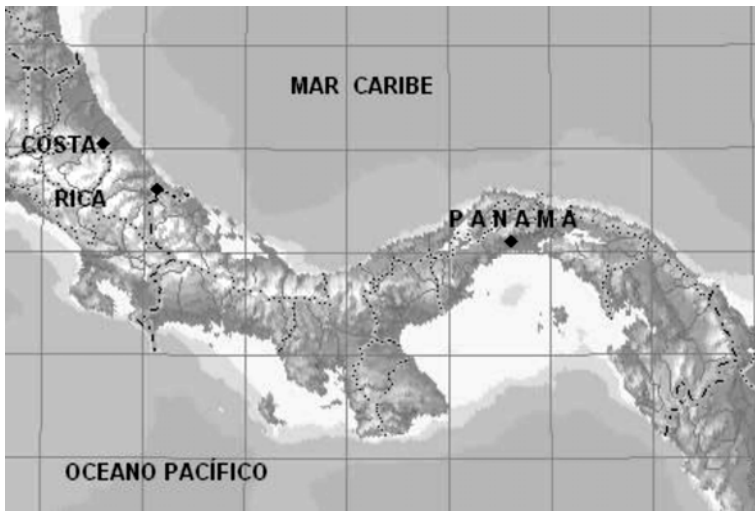 MAR CARIBE
COSTA
RICA
PANAMA
OCEANO PACÍFICO